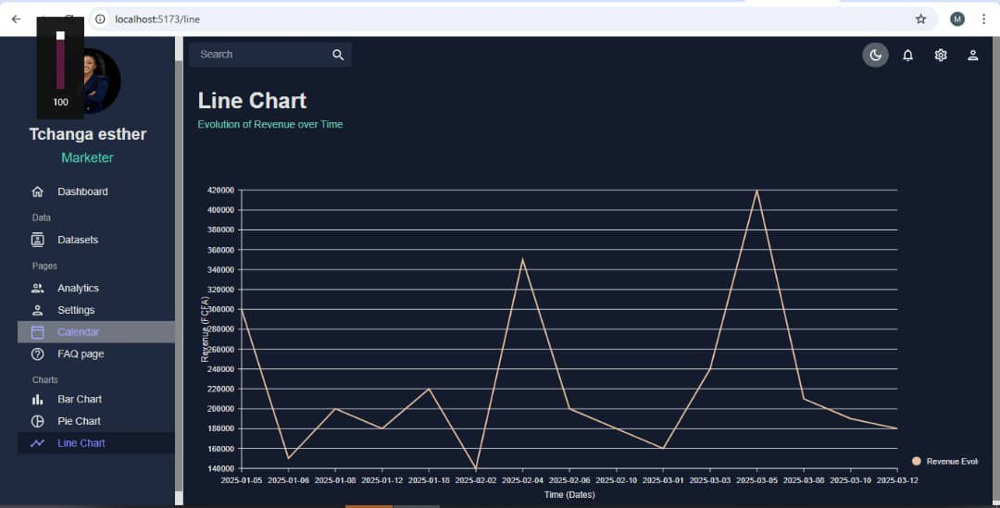 localhost:5173/line
M
100
Tchanga esther
Marketer
Dashboard
Data
Datasets
Pages
Analytics
Settings
Calendar
FAQ page
Charts
Bar Chart
Pie Chart
Line Chart
Search
Line Chart
Evolution of Revenue over Time
420000
400000
380000
360000
340000
320000
300000
280000
260000
240000
220000
200000
180000
160000
140000
Revenue (FCFA)
2025-01-05 2025-01-06 2025-01-08 2025-01-12 2025-01-18 2025-02-02 2025-02-04 2025-02-06 2025-02-10 2025-03-01 2025-03-03 2025-03-05 2025-03-08 2025-03-10 2025-03-12
Time (Dates)
Revenue Evol